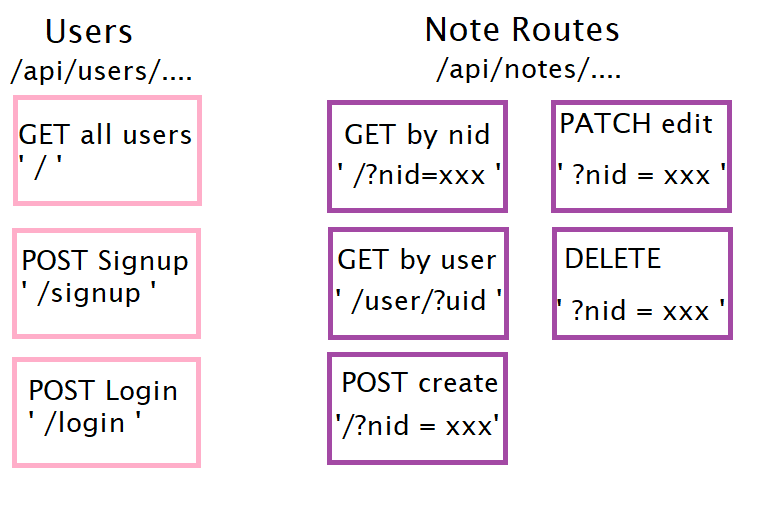 Users
/api/users/....
GET all users
' / '
POST Signup
' /signup '
POST Login
' /login '
Note Routes
/api/notes/....
GET by nid
' /?nid=xxx '
GET by user
' /user/?uid '
POST create
'/?nid = xxx'
PATCH edit
' ?nid = xxx '
DELETE
' ?nid = xxx '